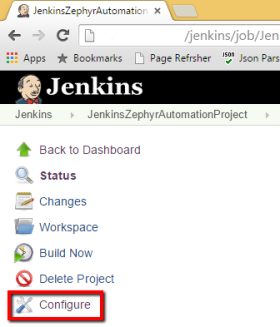 JenkinsZephyrAutomation
/jenkins/job/Jen
Apps Bookmarks Page Refrsher JSON Json Pars
Jenkins
Jenkins JenkinsZephyrAutomationProject
Back to Dashboard
Status
Changes
Workspace
Build Now
Delete Project
Configure